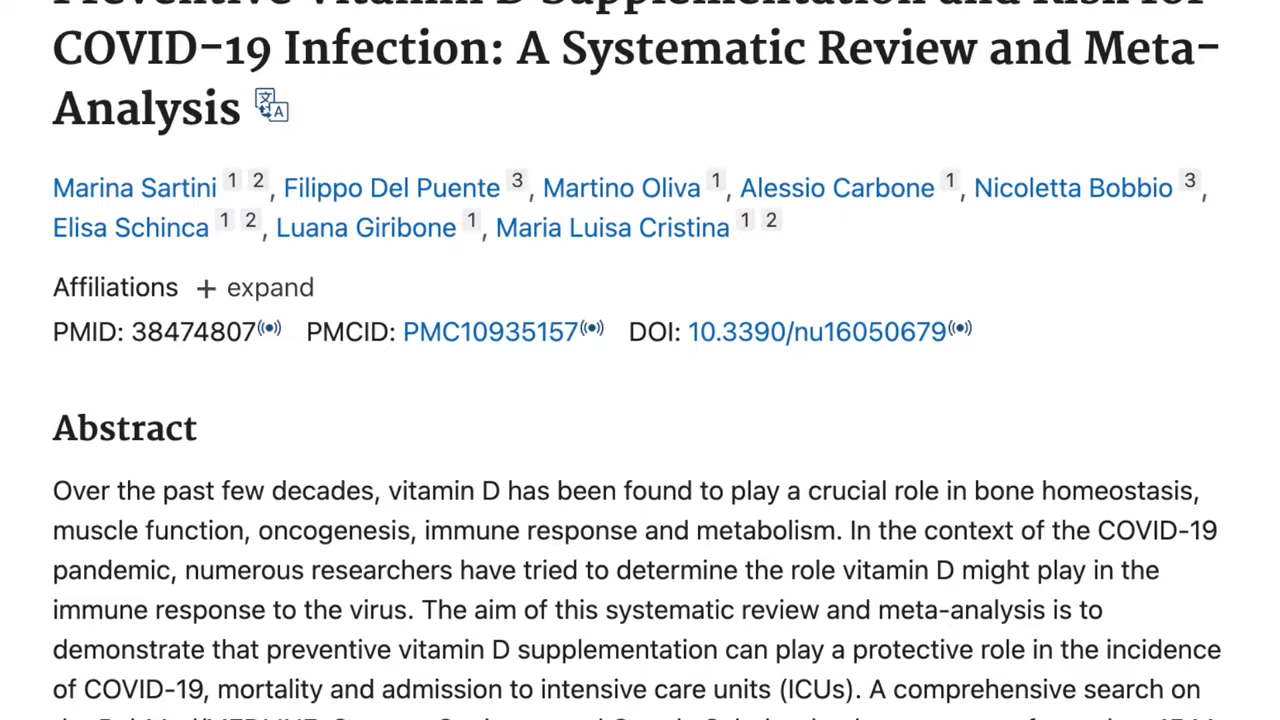 Preventive Vitamin D Supplementation and Risk for
COVID-19 Infection: A Systematic Review and Meta-
Analysis
Marina Sartini 1 2, Filippo Del Puente 3, Martino Oliva 1, Alessio Carbone 1, Nicoletta Bobbio 3,
Elisa Schinca 1 2, Luana Giribone 1, Maria Luisa Cristina 1 2
Affiliations + expand
PMID: 38474807 PMCID: PMC10935157 DOI: 10.3390/nu16050679
Abstract
Over the past few decades, vitamin D has been found to play a crucial role in bone homeostasis,
muscle function, oncogenesis, immune response and metabolism. In the context of the COVID-19
pandemic, numerous researchers have tried to determine the role vitamin D might play in the
immune response to the virus. The aim of this systematic review and meta-analysis is to
demonstrate that preventive vitamin D supplementation can play a protective role in the incidence
of COVID-19, mortality and admission to intensive care units (ICUs). A comprehensive search on